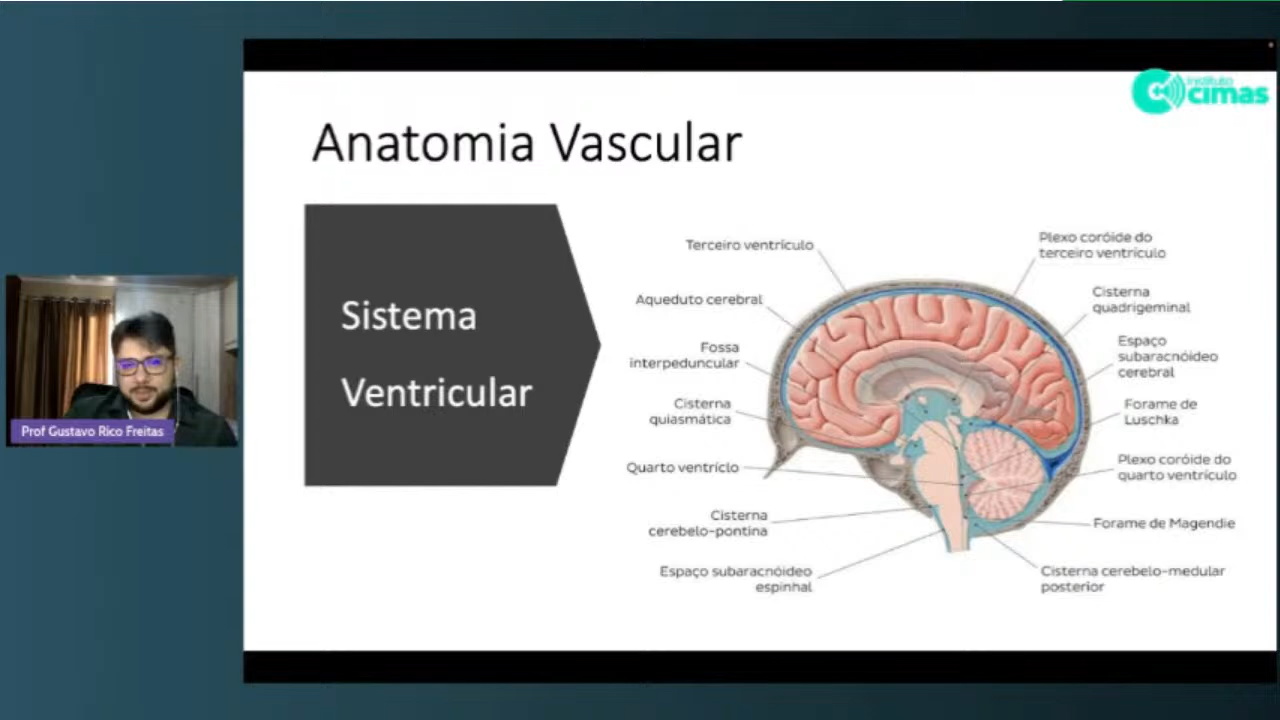 instituto
cimas
Anatomia Vascular
Sistema
Ventricular
Terceiro ventrículo
Aqueduto cerebral
Fossa
interpeduncular
Cisterna
quiasmática
Quarto ventríclo
Cisterna
cerebelo-pontina
Espaço subaracnóideo
espinhal
Plexo coróide do
terceiro ventrículo
Cisterna
quadrigeminal
Espaço
subaracnóideo
cerebral
Forame de
Luschka
Plexo coróide do
quarto ventrículo
Forame de Magendie
Cisterna cerebelo-medular
posterior
Prof Gustavo Rico Freitas